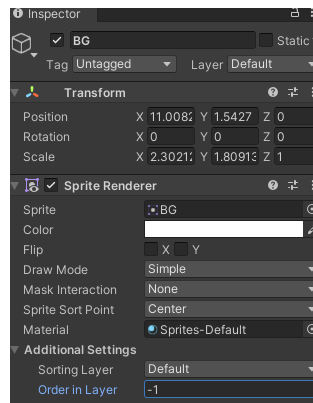 Inspector
BG Static
Tag Untagged Layer Default
Transform
Position X 11.0082 Y 1.5427 Z 0
Rotation X 0 Y 0 Z 0
Scale X 2.30212 Y 1.80913 Z 1
Sprite Renderer
Sprite BG
Color
Flip X Y
Draw Mode Simple
Mask Interaction None
Sprite Sort Point Center
Material Sprites-Default
Additional Settings
Sorting Layer Default
Order in Layer -1